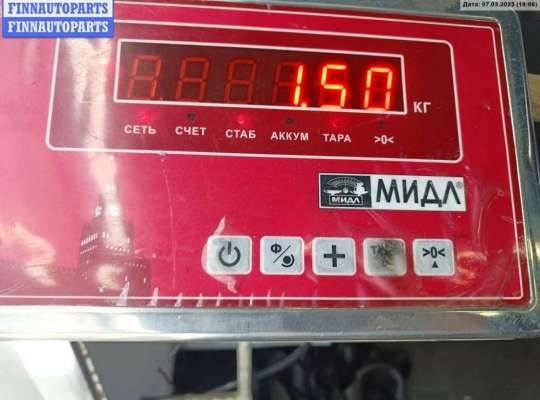 FINNAUTOPARTS
FINNAUTOPARTS
FINNAUTOPARTS
Дата: 07.03.2025 (18:06)
1.50 КГ
СЕТЬ СЧЕТ СТАБ АККУМ ТАРА >0<
МИДЛ МИДЛ®
Ф + >0<